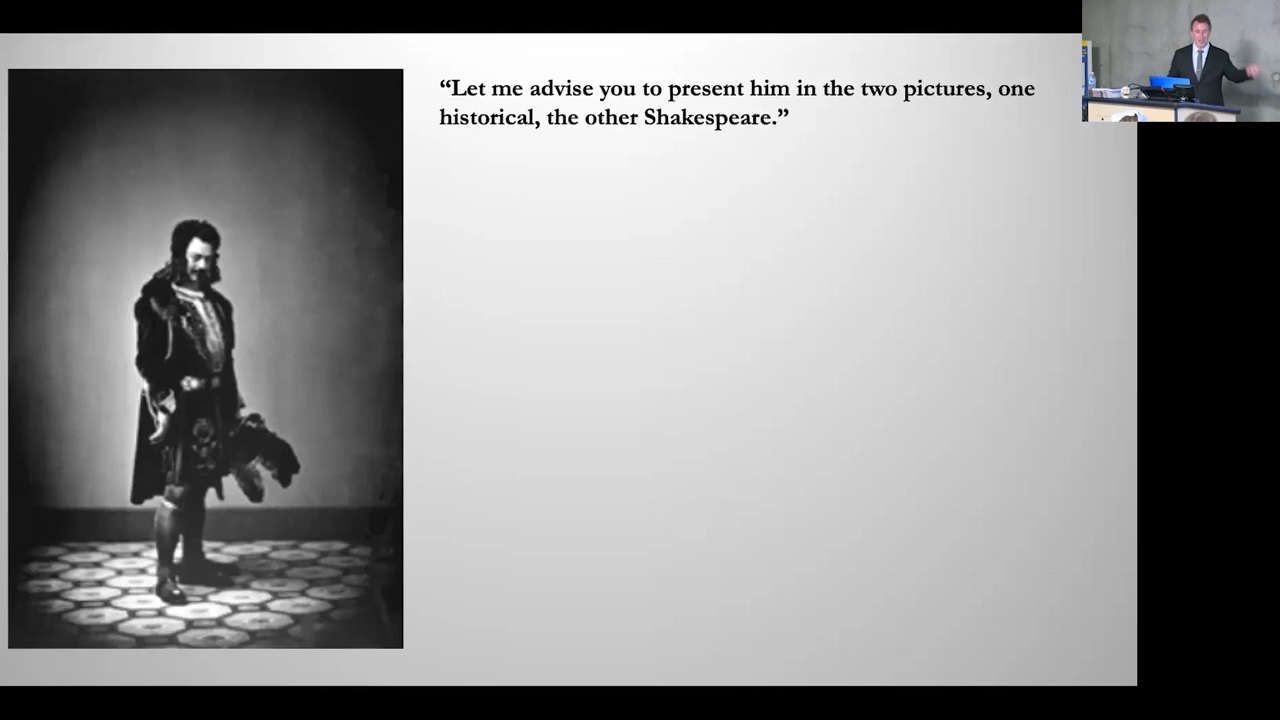 “Let me advise you to present him in the two pictures, one
historical, the other Shakespeare.”